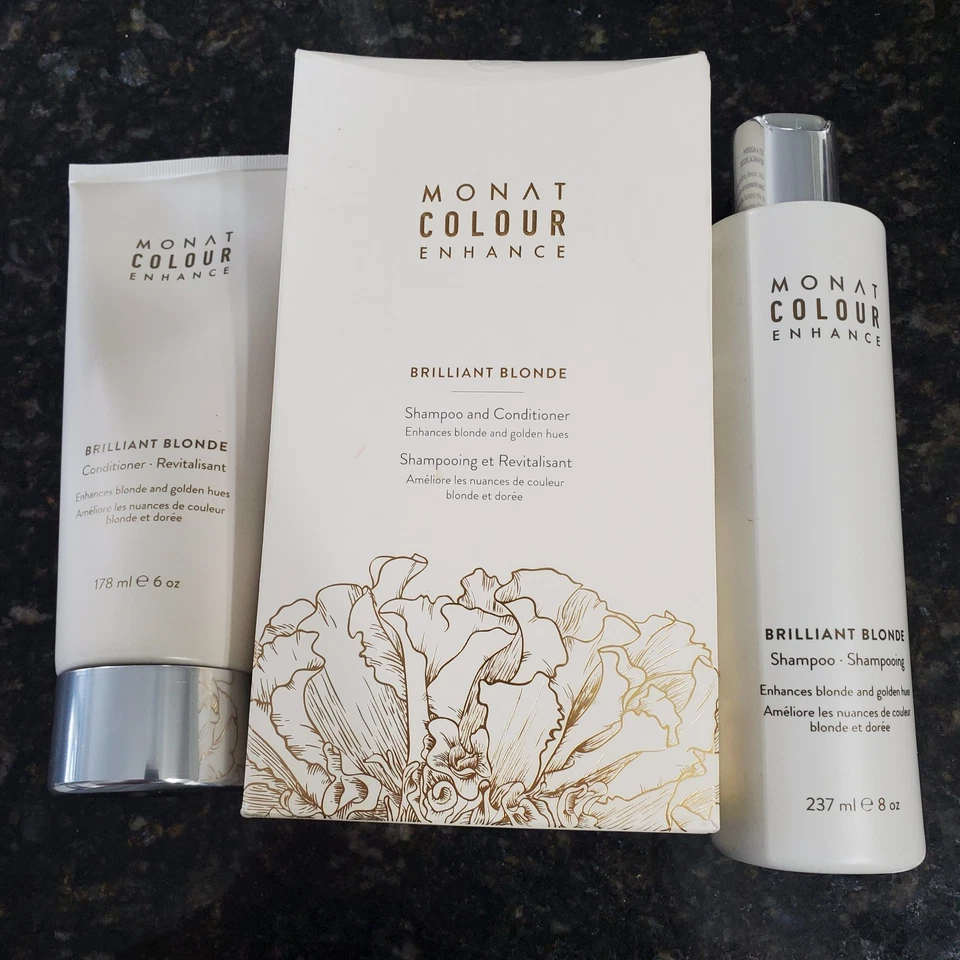 MONAT
COLOUR
ENHANCE
BRILLIANT BLONDE
Conditioner · Revitalisant
Enhances blonde and golden hues
Améliore les nuances de couleur
blonde et dorée
178 ml ℮ 6 oz
MONAT
COLOUR
ENHANCE
BRILLIANT BLONDE
Shampoo and Conditioner
Enhances blonde and golden hues
Shampooing et Revitalisant
Améliore les nuances de couleur
blonde et dorée
MONAT
COLOUR
ENHANCE
BRILLIANT BLONDE
Shampoo · Shampooing
Enhances blonde and golden hues
Améliore les nuances de couleur
blonde et dorée
237 ml ℮ 8 oz